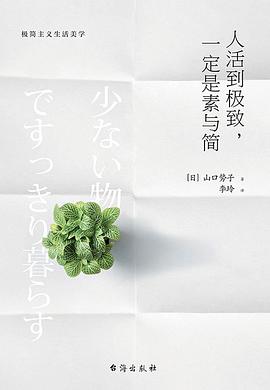 极简主义生活美学
人活到极致，
一定是素与简
少ない物
ですっきり暮らす
[日] 山口势子 著
李玲 译
台海出版社